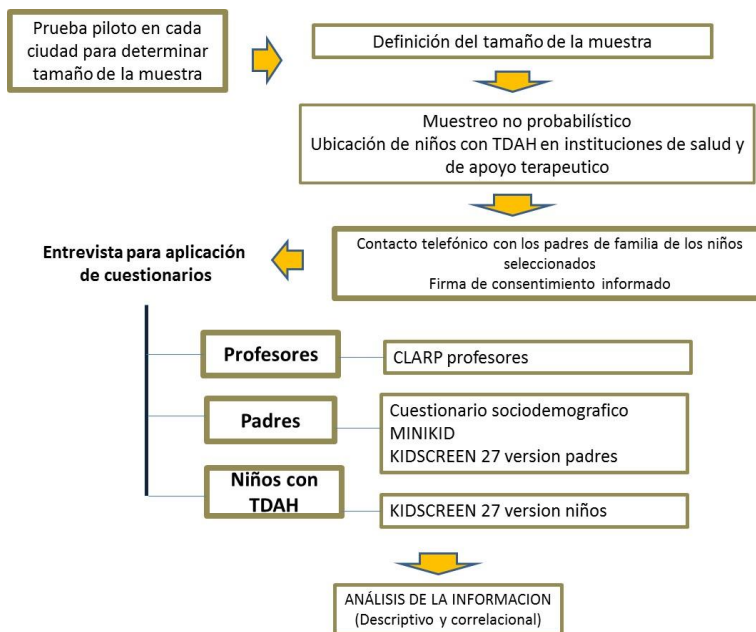 Prueba piloto en cada
ciudad para determinar
tamaño de la muestra
Definición del tamaño de la muestra
Muestreo no probabilístico
Ubicación de niños con TDAH en instituciones de salud y
de apoyo terapeutico
Contacto telefónico con los padres de familia de los niños
seleccionados
Firma de consentimiento informado
Entrevista para aplicación
de cuestionarios
Profesores
CLARP profesores
Padres
Cuestionario sociodemografico
MINIKID
KIDSCREEN 27 version padres
Niños con
TDAH
KIDSCREEN 27 version niños
ANÁLISIS DE LA INFORMACION
(Descriptivo y correlacional)